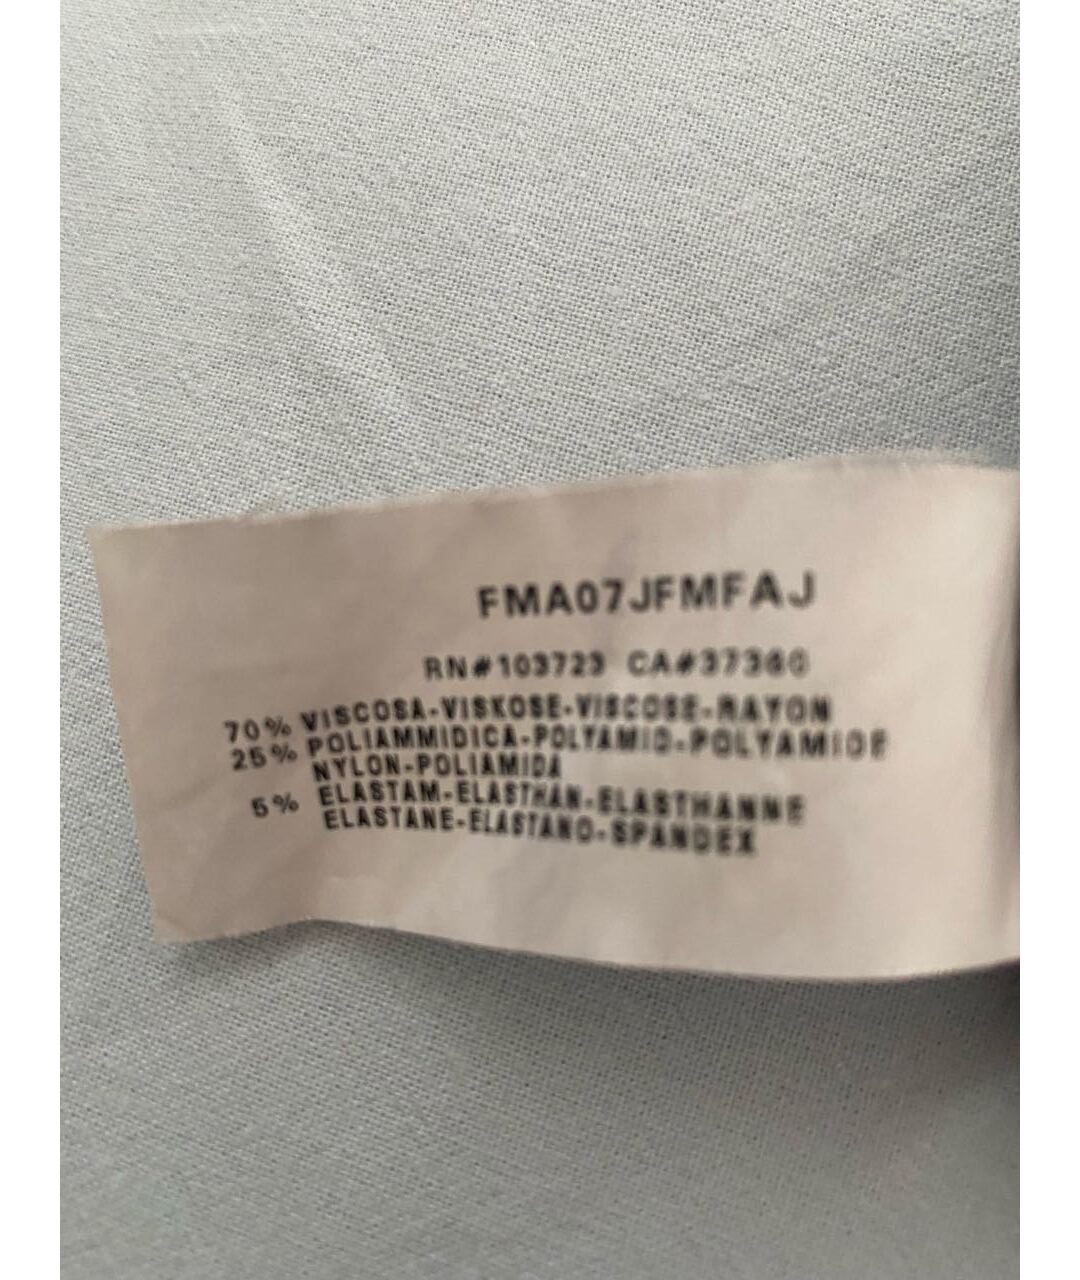 FMA07JFMFAJ
RN#103723 CA#37360
70% VISCOSA-VISKOSE-VISCOSE-RAYON
25% POLIAMMIDICA-POLYAMID-POLYAMIDE
NYLON-POLIAMIDA
5% ELASTAM-ELASTHAN-ELASTHANNE
ELASTANE-ELASTANO-SPANDEX